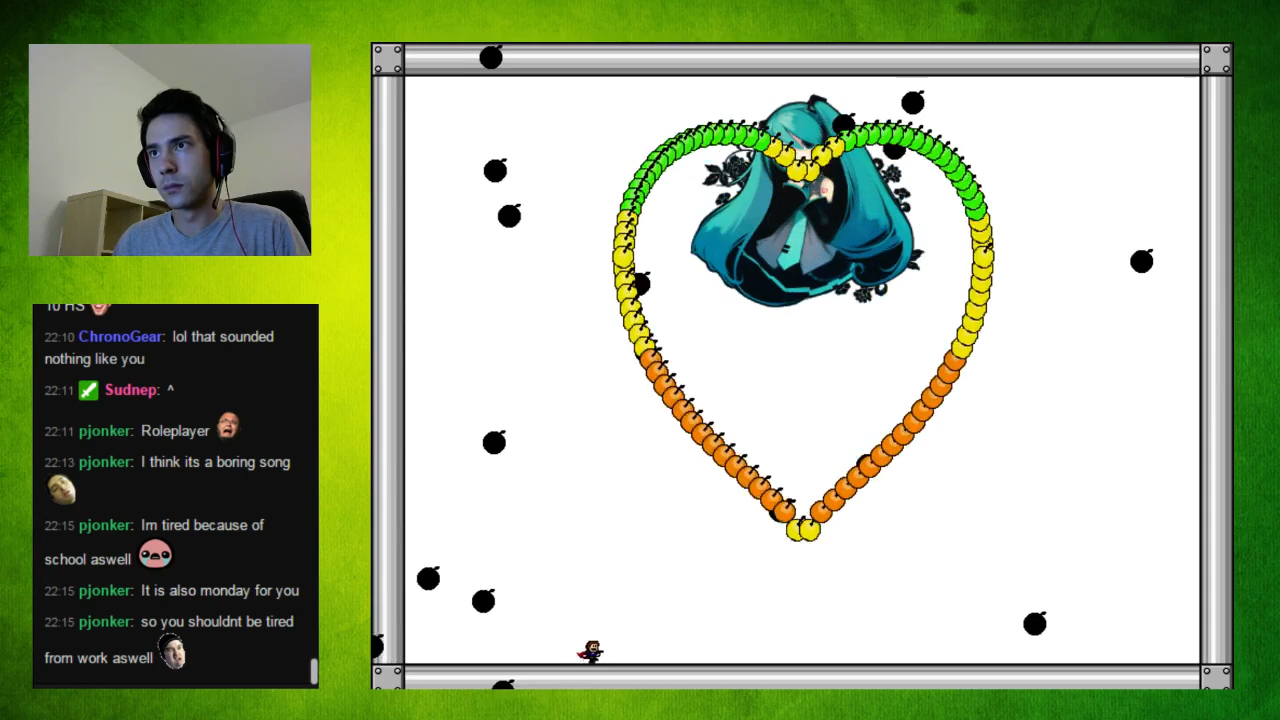 10 HS
22:10 ChronoGear: lol that sounded
nothing like you
22:11 Sudnep: ^
22:11 pjonker: Roleplayer
22:13 pjonker: I think its a boring song
22:15 pjonker: Im tired because of
school aswell
22:15 pjonker: It is also monday for you
22:15 pjonker: so you shouldnt be tired
from work aswell